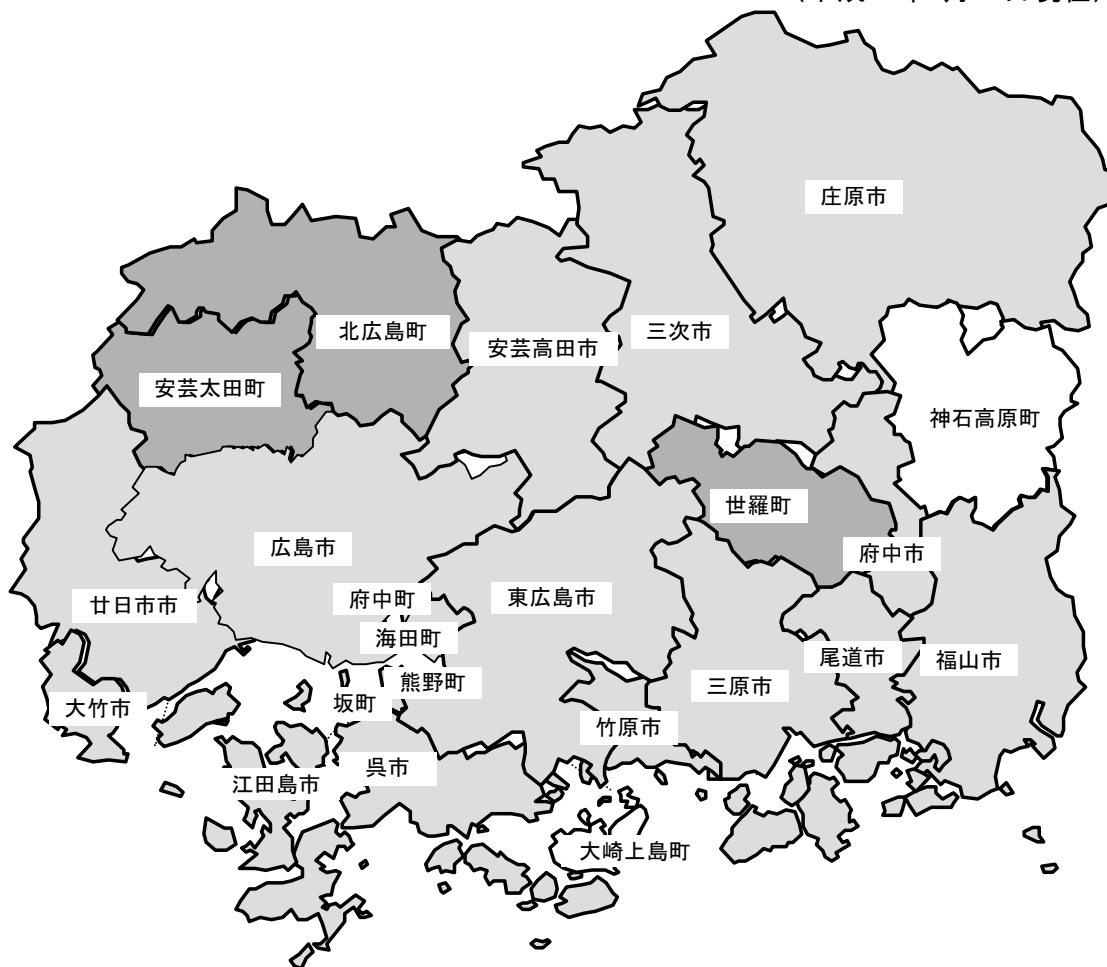 庄原市
北広島町
三次市
安芸高田市
安芸太田町
神石高原町
世羅町
広島市
府中市
府中町
東広島市
廿日市市
海田町
尾道市
福山市
熊野町
三原市
坂町
大竹市
竹原市
呉市
江田島市
大崎上島町